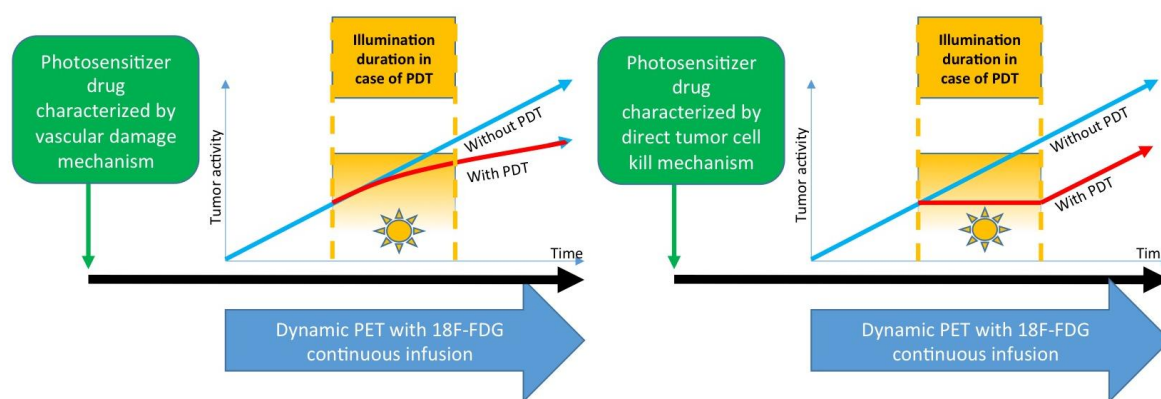 Photosensitizer
drug
characterized by
vascular damage
mechanism
Tumor activity
Illumination
duration in
case of PDT
Without PDT
With PDT
Time
Dynamic PET with 18F-FDG
continuous infusion
Photosensitizer
drug
characterized by
direct tumor cell
kill mechanism
Tumor activity
Illumination
duration in
case of PDT
Without PDT
With PDT
Tim
Dynamic PET with 18F-FDG
continuous infusion